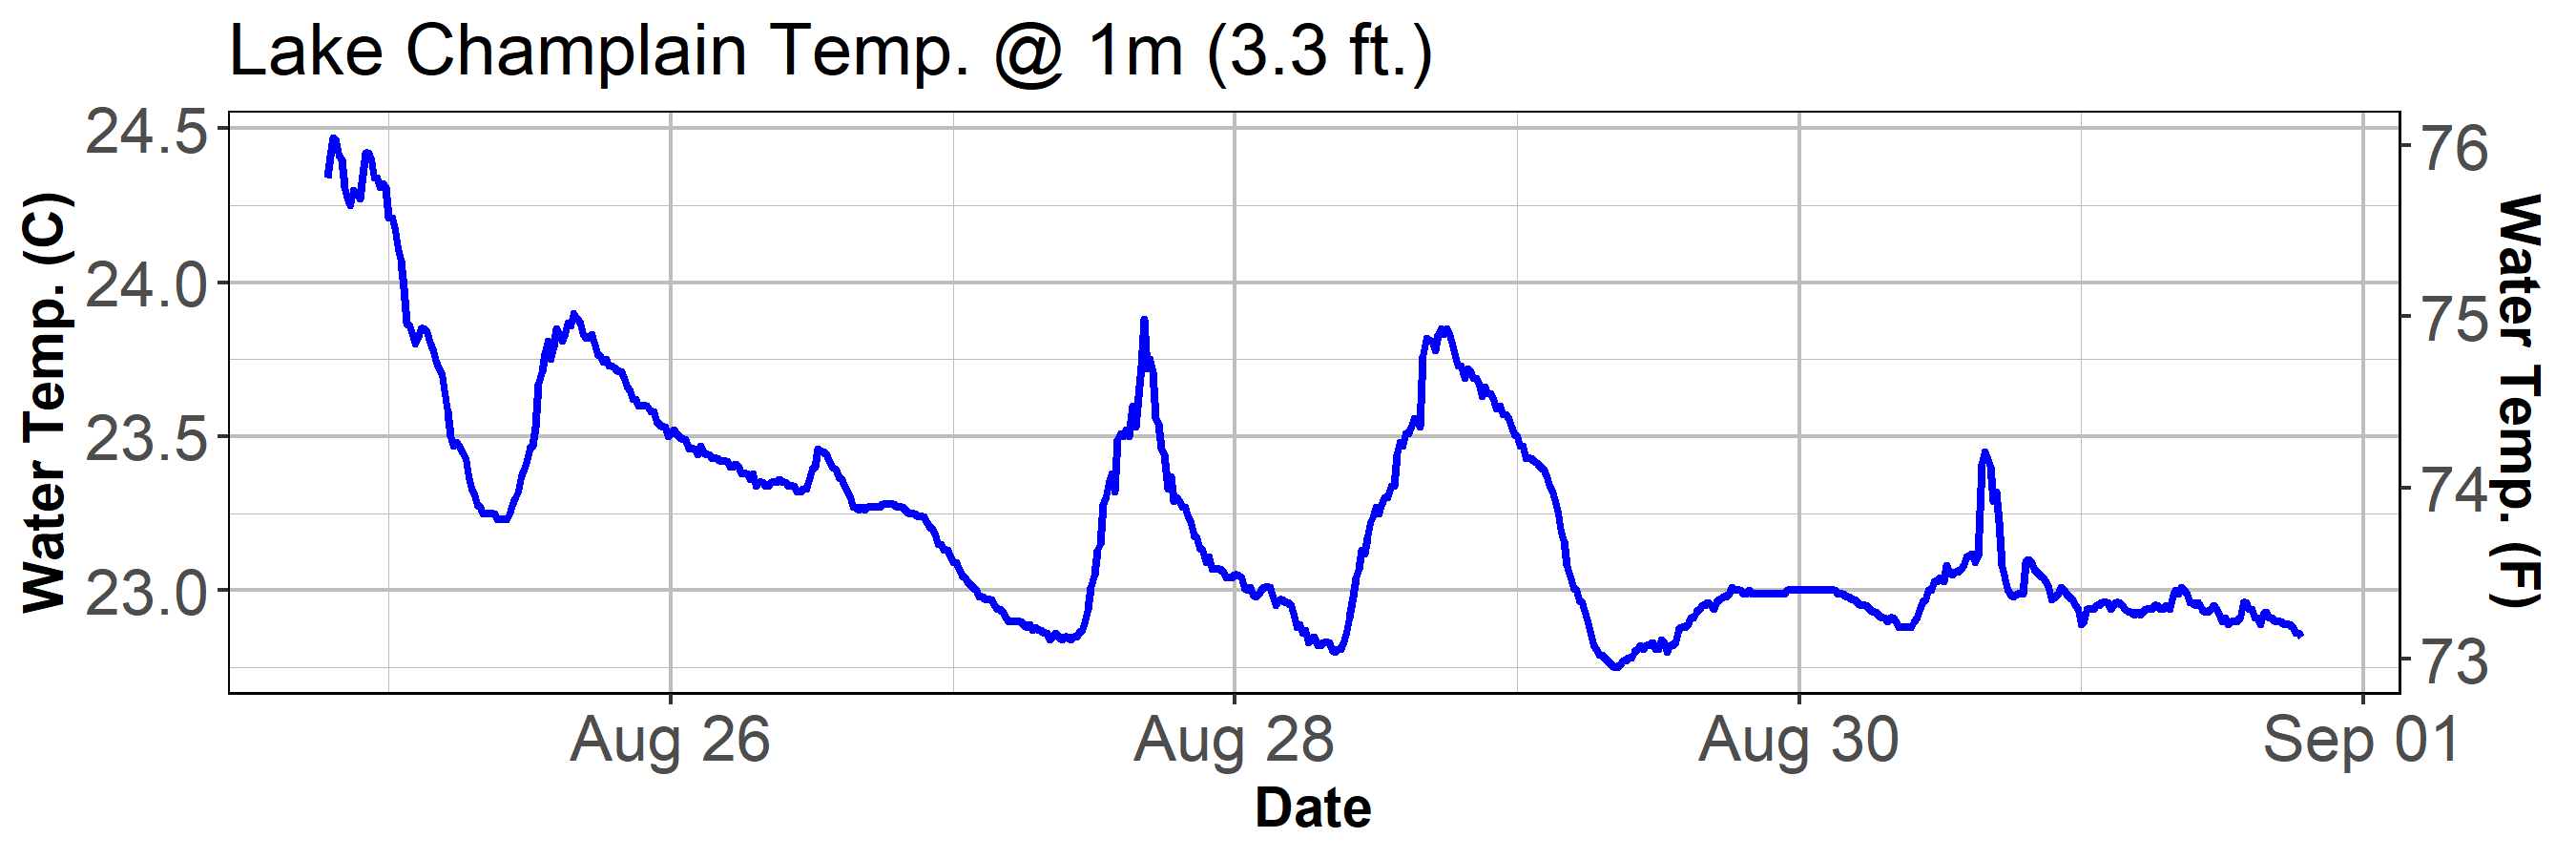 Lake Champlain Temp. @ 1m (3.3 ft.)
Water Temp. (C)
24.5
24.0
23.5
23.0
76
75
74
73
Water Temp. (F)
Aug 26
Aug 28
Aug 30
Sep 01
Date